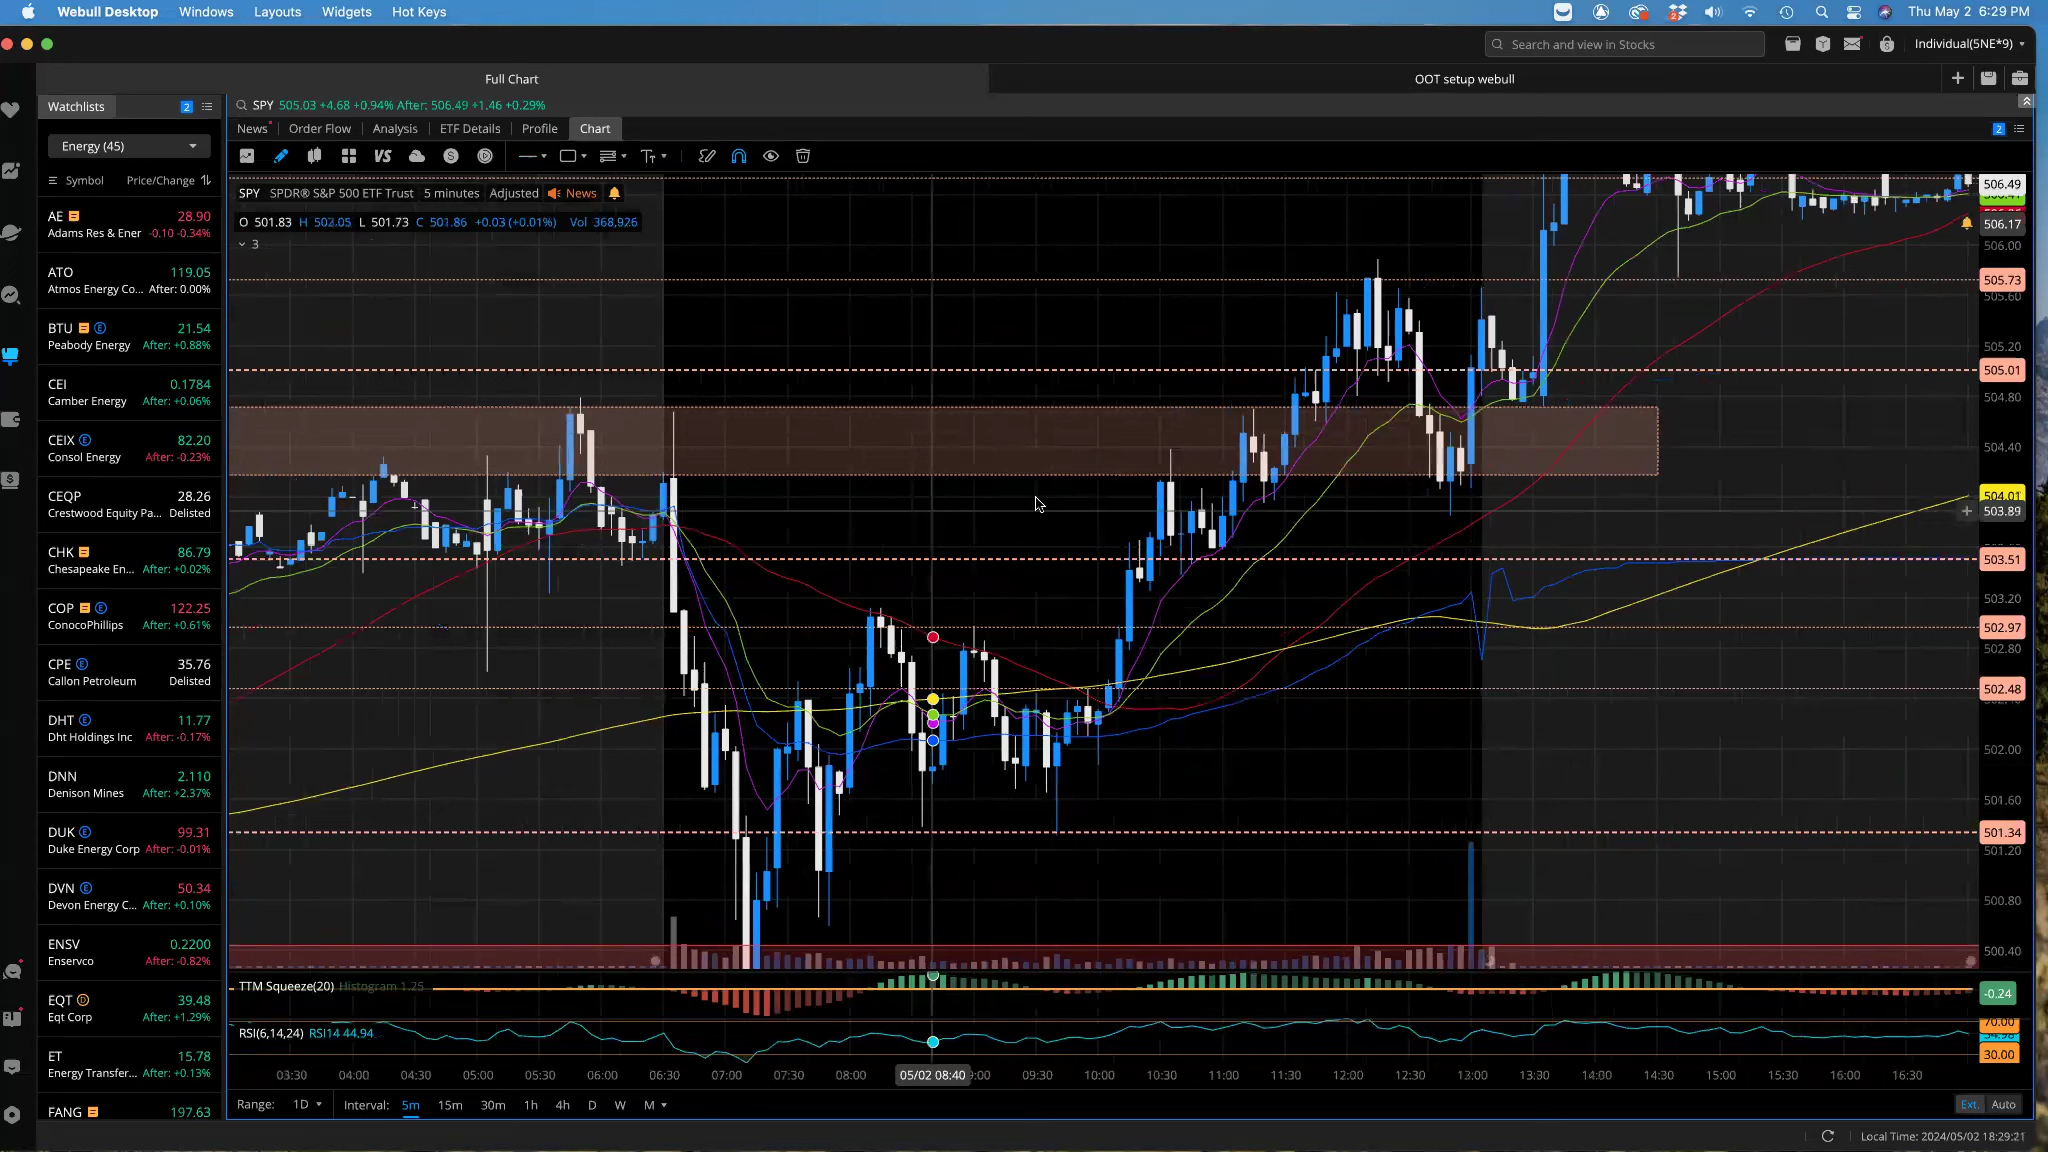 Webull Desktop Windows Layouts Widgets Hot Keys
2
Thu May 2 6:29 PM
Search and view in Stocks
Individual(5NE*9)
Full Chart
OOT setup webull
Watchlists 2
SPY 505.03 +4.68 +0.94% After: 506.49 +1.46 +0.29%
News Order Flow Analysis ETF Details Profile Chart
2
Energy (45)
VS
Symbol Price/Change
AE 28.90
Adams Res & Ener -0.10 -0.34%
ATO 119.05
Atmos Energy Co... After: 0.00%
BTU E 21.54
Peabody Energy After: +0.88%
CEI 0.1784
Camber Energy After: +0.06%
CEIX E 82.20
Consol Energy After: -0.23%
CEQP 28.26
Crestwood Equity Pa... Delisted
CHK 86.79
Chesapeake En... After: +0.02%
COP E 122.25
ConocoPhillips After: +0.61%
CPE E 35.76
Callon Petroleum Delisted
DHT E 11.77
Dht Holdings Inc After: -0.17%
DNN 2.110
Denison Mines After: +2.37%
DUK E 99.31
Duke Energy Corp After: -0.01%
DVN E 50.34
Devon Energy C... After: +0.10%
ENSV 0.2200
Enservco After: -0.82%
EQT D 39.48
Eqt Corp After: +1.29%
ET 15.78
Energy Transfer... After: +0.13%
FANG 197.63
SPY SPDR® S&P 500 ETF Trust 5 minutes Adjusted News
O 501.83 H 502.05 L 501.73 C 501.86 +0.03 (+0.01%) Vol 368,926
3
506.49
506.17
506.00
505.73
505.60
505.20
505.01
504.80
504.40
504.01
503.89
503.51
503.20
502.97
502.80
502.48
502.00
501.60
501.34
501.20
500.80
500.40
TTM Squeeze(20) Histogram 1.25
-0.24
RSI(6,14,24) RSI14 44.94
70.00
30.00
03:30 04:00 04:30 05:00 05:30 06:00 06:30 07:00 07:30 08:00 05/02 08:40 09:30 10:00 10:30 11:00 11:30 12:00 12:30 13:00 13:30 14:00 14:30 15:00 15:30 16:00 16:30
Range: 1D Interval: 5m 15m 30m 1h 4h D W M
Ext. Auto
Local Time: 2024/05/02 18:29:21